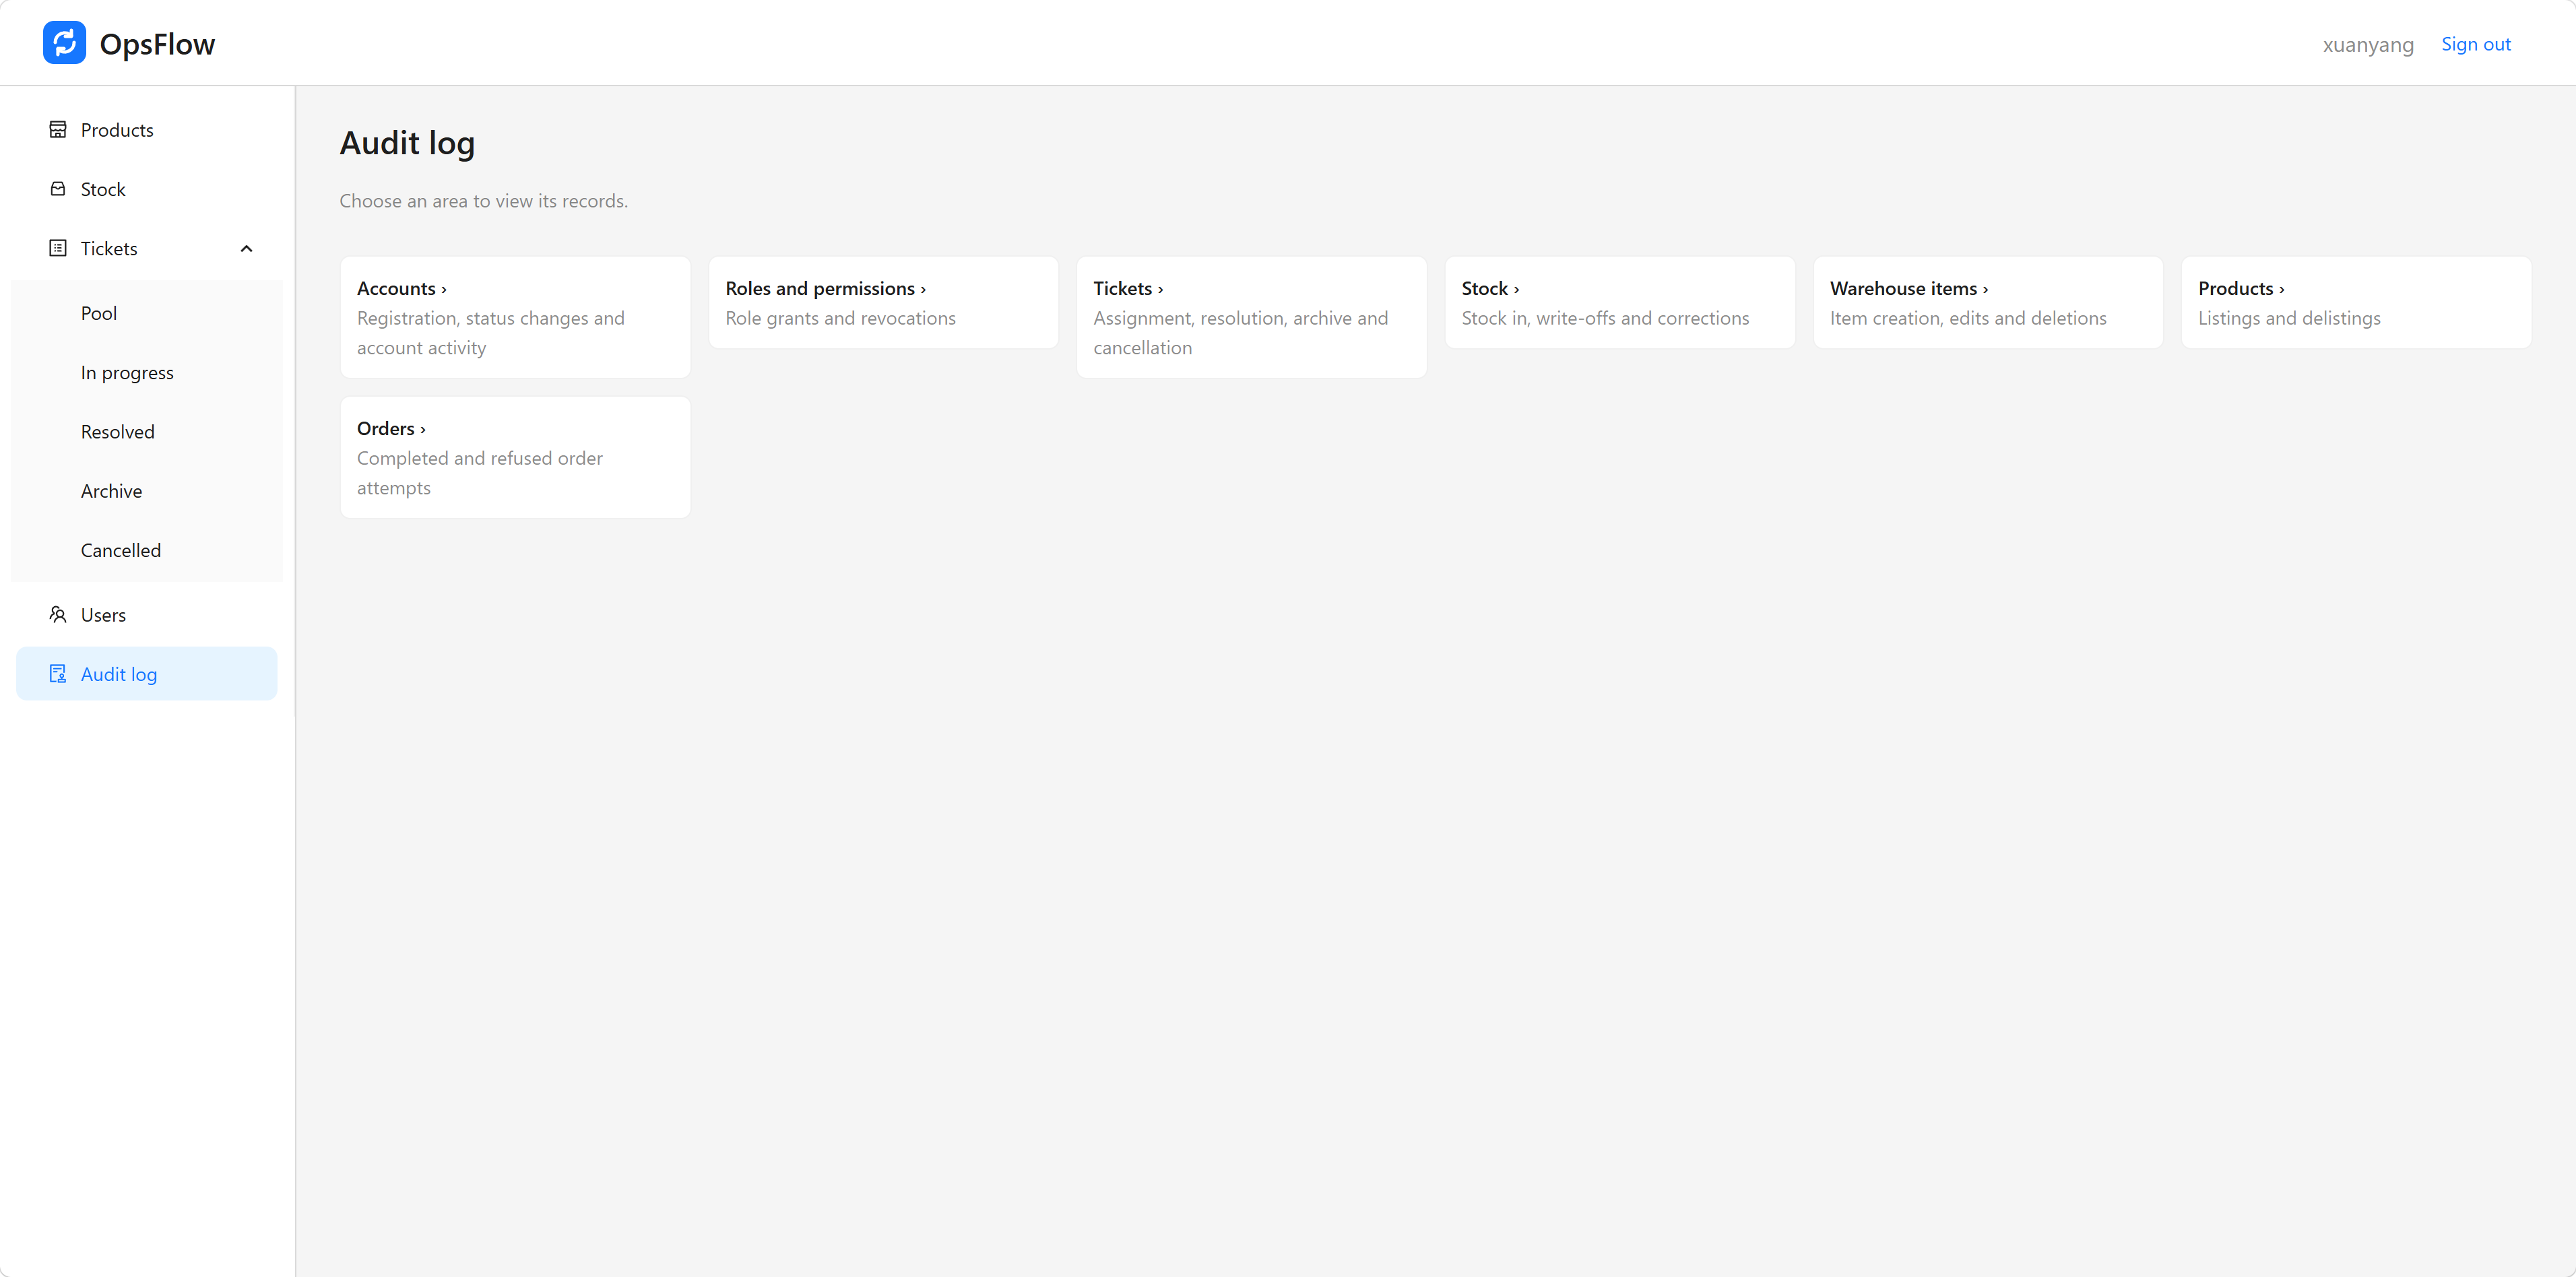 OpsFlow
xuanyang Sign out
Products
Stock
Tickets
Pool
In progress
Resolved
Archive
Cancelled
Users
Audit log
Audit log
Choose an area to view its records.
Accounts ›
Registration, status changes and
account activity
Roles and permissions ›
Role grants and revocations
Tickets ›
Assignment, resolution, archive and
cancellation
Stock ›
Stock in, write-offs and corrections
Warehouse items ›
Item creation, edits and deletions
Products ›
Listings and delistings
Orders ›
Completed and refused order
attempts